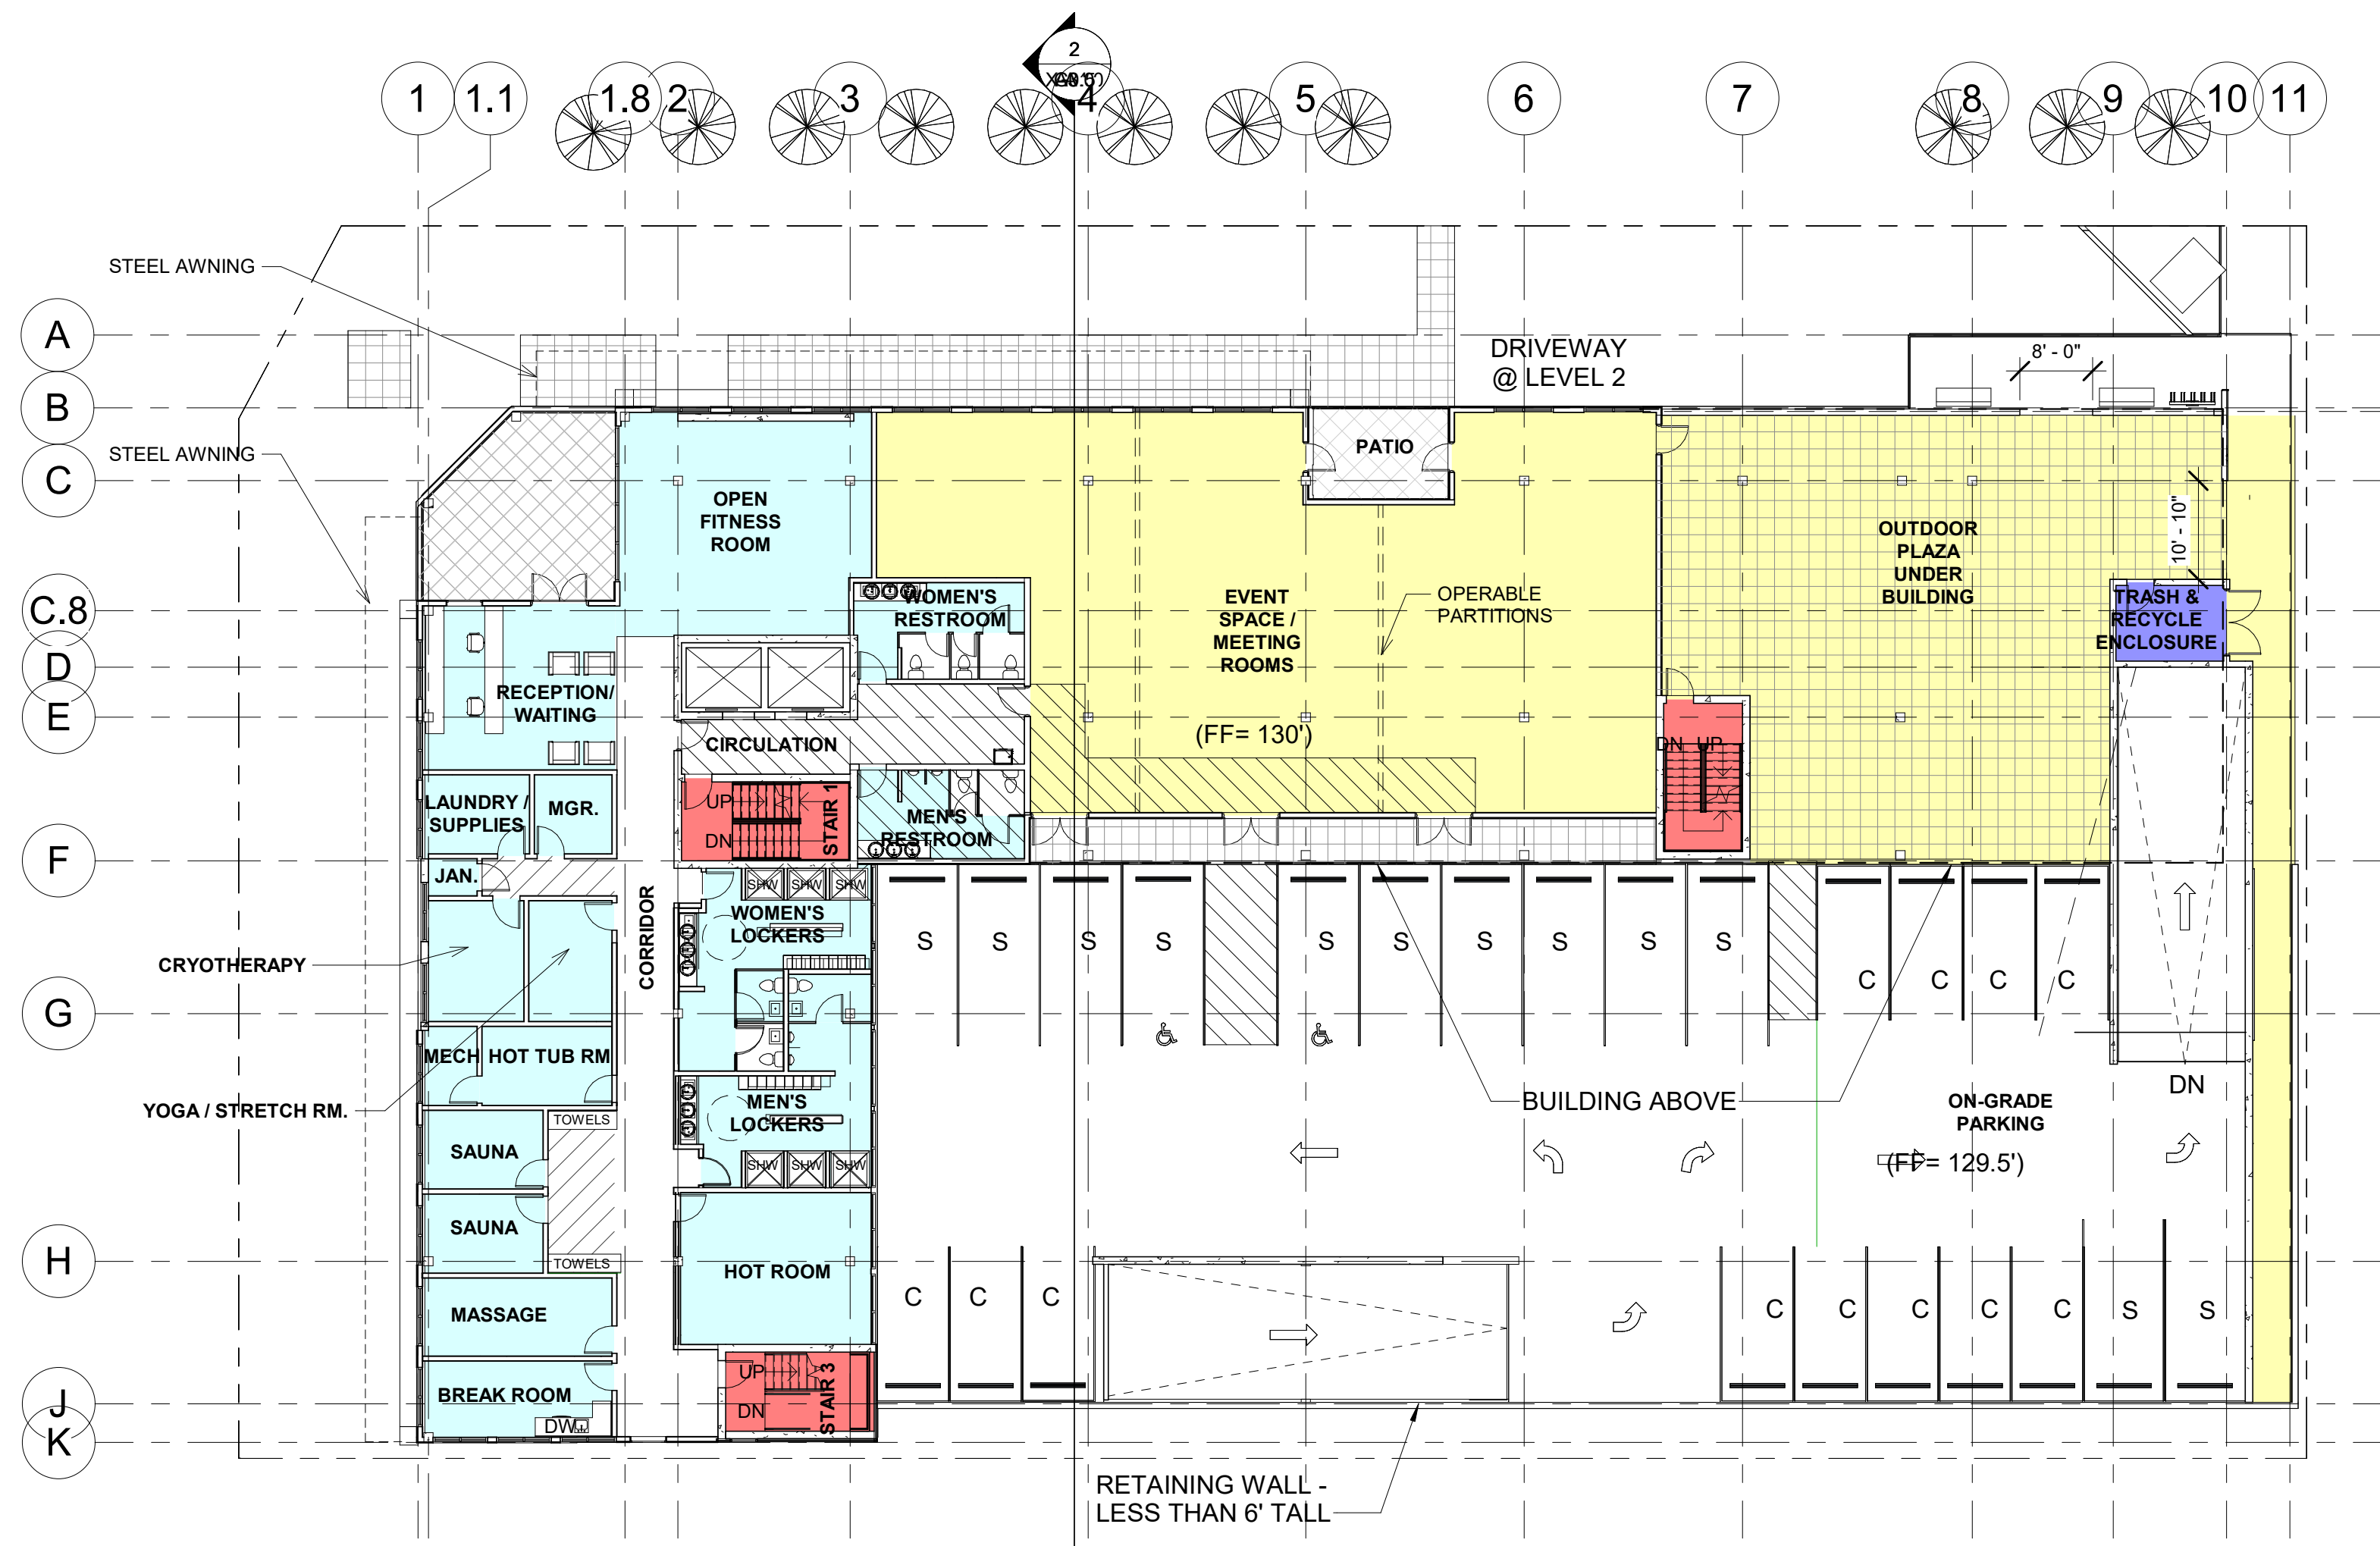 2
1
1.1
1.8
2
3
4
5
6
7
8
9
10
11
STEEL AWNING
A
DRIVEWAY
@ LEVEL 2
8' - 0"
B
PATIO
STEEL AWNING
C
OPEN
FITNESS
ROOM
OUTDOOR
PLAZA
UNDER
BUILDING
10' - 10"
C.8
WOMEN'S
RESTROOM
EVENT
SPACE /
MEETING
ROOMS
OPERABLE
PARTITIONS
TRASH &
RECYCLE
ENCLOSURE
D
RECEPTION/
WAITING
E
CIRCULATION
(FF= 130')
DN
UP
LAUNDRY /
SUPPLIES
MGR.
UP
DN
STAIR 1
MEN'S
RESTROOM
F
JAN.
SHW
SHW
SHW
CORRIDOR
WOMEN'S
LOCKERS
S
S
S
S
S
S
S
S
S
S
C
C
C
C
CRYOTHERAPY
G
MECH
HOT TUB RM
YOGA / STRETCH RM.
MEN'S
LOCKERS
BUILDING ABOVE
ON-GRADE
PARKING
DN
TOWELS
SAUNA
SHW
SHW
SHW
(FF= 129.5')
SAUNA
TOWELS
H
HOT ROOM
C
C
C
C
C
C
C
C
S
S
MASSAGE
UP
DN
STAIR 3
BREAK ROOM
DW
J
K
RETAINING WALL -
LESS THAN 6' TALL